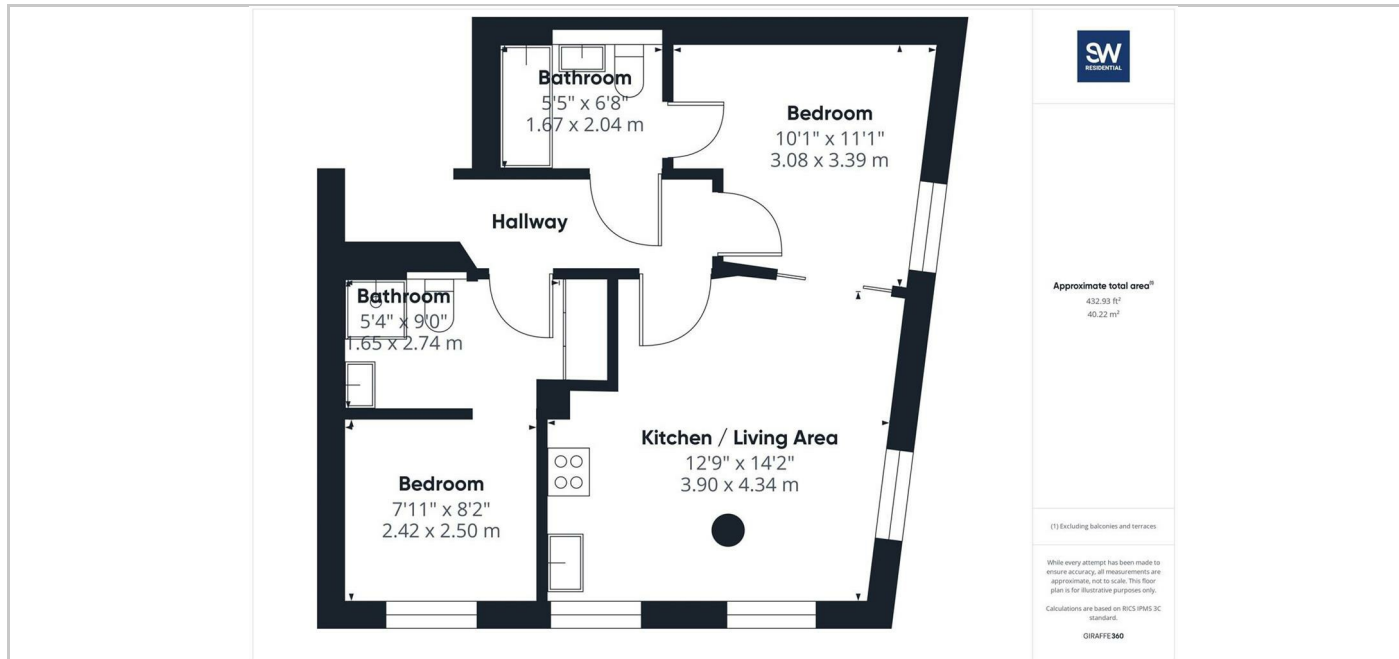 Bathroom
5'5" x 6'8"
1.67 x 2.04 m
Bedroom
10'1" x 11'1"
3.08 x 3.39 m
Hallway
Bathroom
5'4" x 9'0"
1.65 x 2.74 m
Kitchen / Living Area
12'9" x 14'2"
3.90 x 4.34 m
Bedroom
7'11" x 8'2"
2.42 x 2.50 m
SW
RESIDENTIAL
Approximate total area⁽¹⁾
432.93 ft²
40.22 m²
(1) Excluding balconies and terraces
While every attempt has been made to
ensure accuracy, all measurements are
approximate, not to scale. This floor
plan is for illustrative purposes only.
Calculations are based on RICS IPMS 3C
standard.
GIRAFFE360